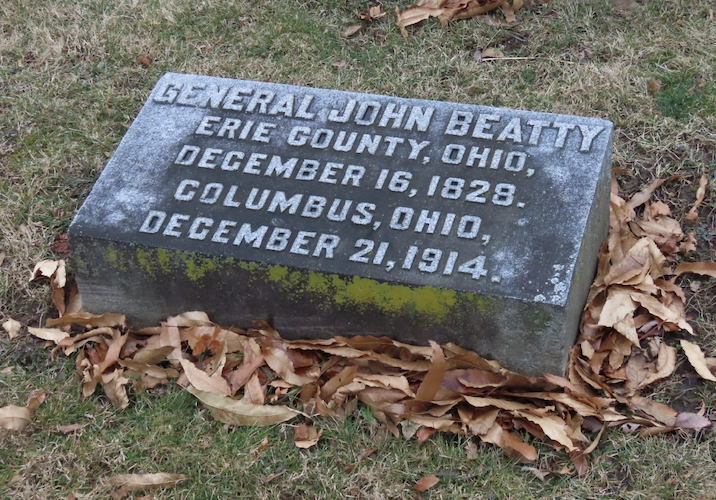 GENERAL JOHN BEATTY
ERIE COUNTY, OHIO,
DECEMBER 16, 1828.
COLUMBUS, OHIO,
DECEMBER 21, 1914.